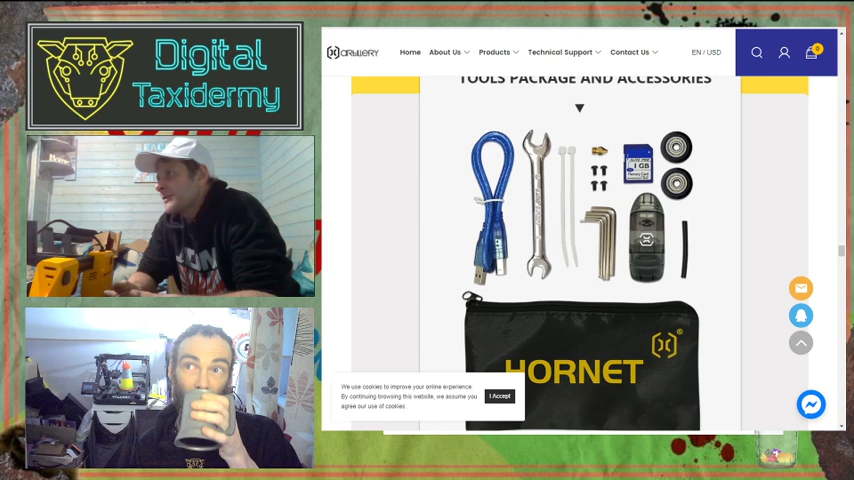 Digital
Taxidermy
ARTILLERY
Home
About Us
Products
Technical Support
Contact Us
EN / USD
0
TOOLS PACKAGE AND ACCESSORIES
1 GB
HORNET
®
We use cookies to improve your online experience.
By continuing browsing this website, we assume you
agree our use of cookies.
I Accept